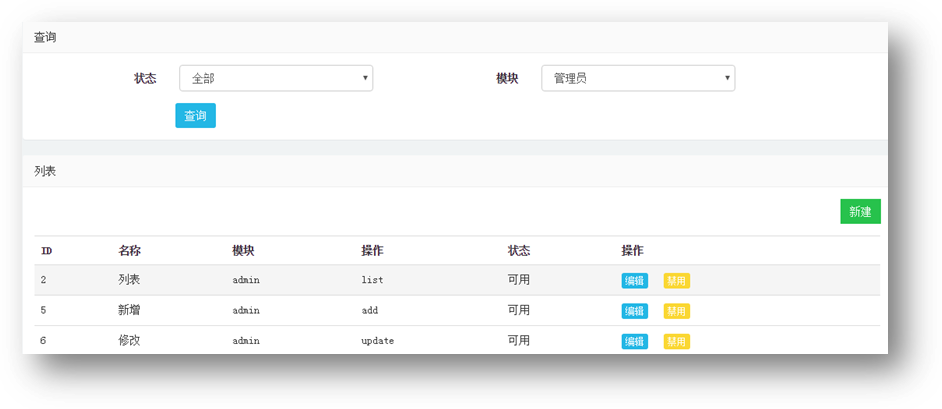 查询
状态 全部 模块 管理员
查询
列表
新建
ID 名称 模块 操作 状态 操作
2 列表 admin list 可用 编辑 禁用
5 新增 admin add 可用 编辑 禁用
6 修改 admin update 可用 编辑 禁用